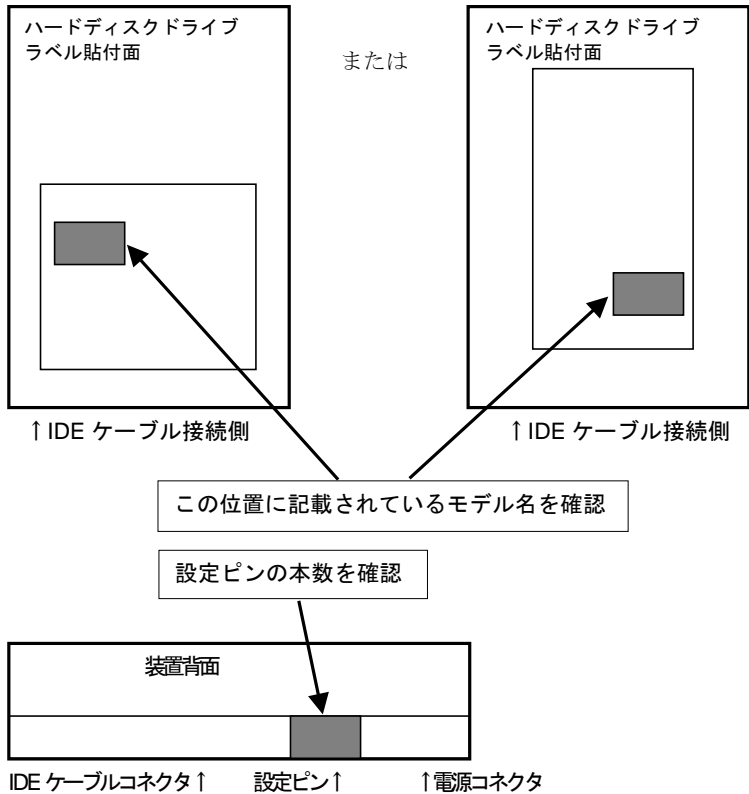 ハードディスクドライブ
ラベル貼付面
または
ハードディスクドライブ
ラベル貼付面
↑IDE ケーブル接続側
↑IDE ケーブル接続側
この位置に記載されているモデル名を確認
設定ピンの本数を確認
装置背面
IDE ケーブルコネクタ↑
設定ピン↑
↑電源コネクタ